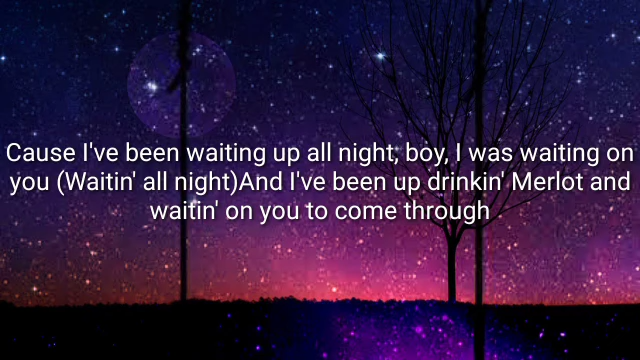 Cause I've been waiting up all night, boy, I was waiting on
you (Waitin' all night)And I've been up drinkin' Merlot and
waitin' on you to come through